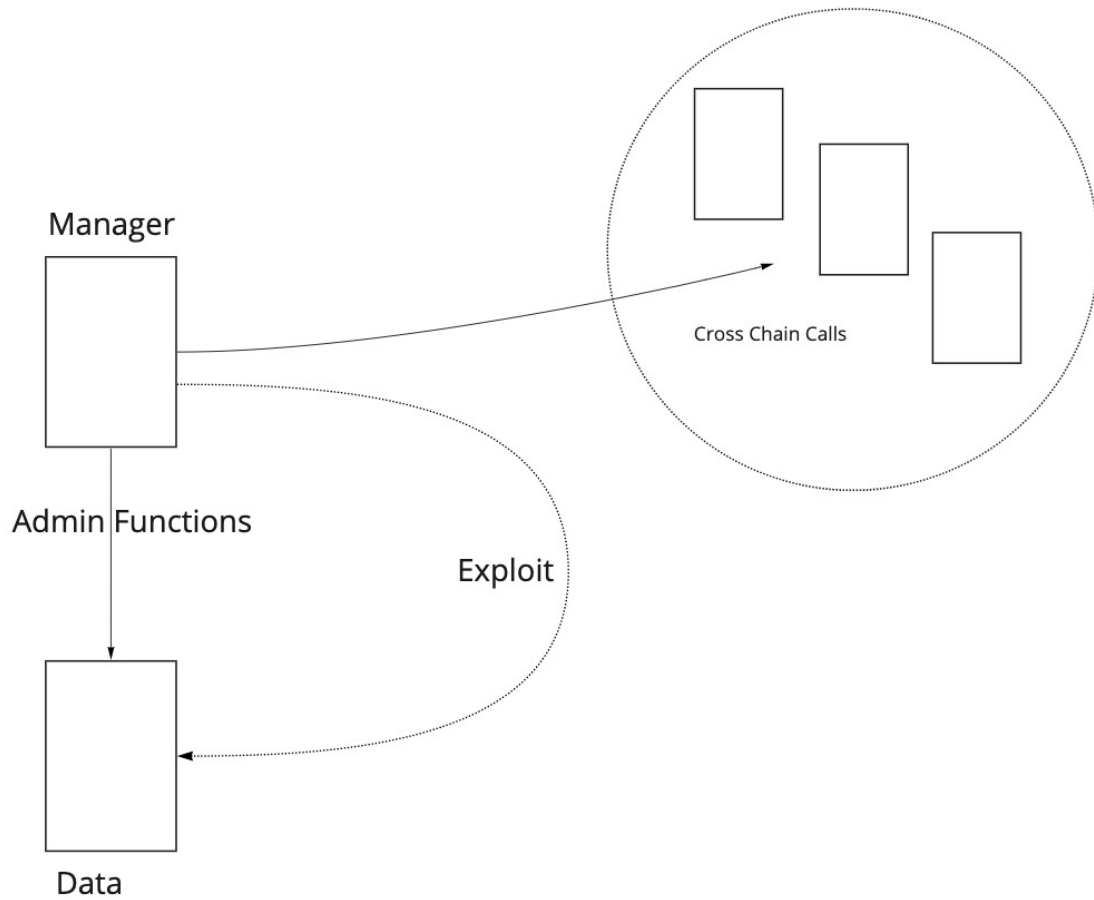 Manager
Cross Chain Calls
Admin Functions
Exploit
Data